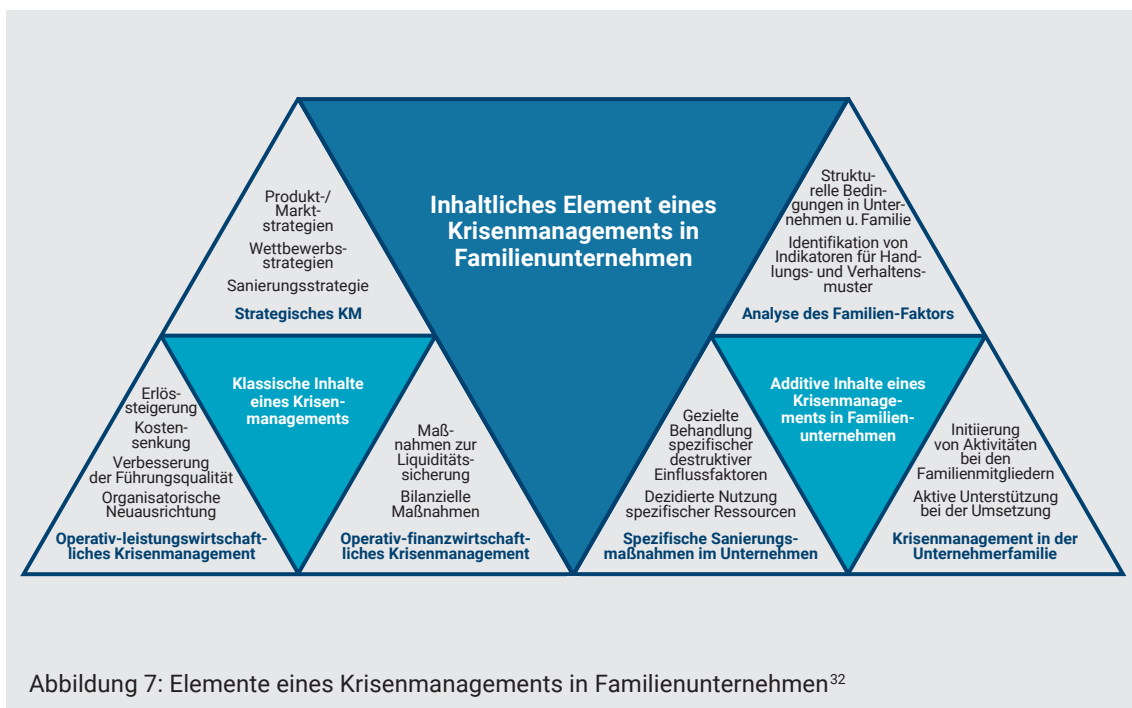 Inhaltliches Element eines
Krisenmanagements in
Familienunternehmen
Produkt-/
Markt-
strategien
Wettbewerbs-
strategien
Sanierungsstrategie
Strategisches KM
Struktu-
relle Bedin-
gungen in Unter-
nehmen u. Familie
Identifikation von
Indikatoren für Hand-
lungs- und Verhaltens-
muster
Analyse des Familien-Faktors
Klassische Inhalte
eines Krisen-
managements
Erlös-
steigerung
Kosten-
senkung
Verbesserung
der Führungsqualität
Organisatorische
Neuausrichtung
Operativ-leistungswirtschaft-
liches Krisenmanagement
Maß-
nahmen zur
Liquiditäts-
sicherung
Bilanzielle
Maßnahmen
Operativ-finanzwirtschaft-
liches Krisenmanagement
Additive Inhalte eines
Krisenmanage-
ments in Familien-
unternehmen
Gezielte
Behandlung
spezifischer
destruktiver
Einflussfaktoren
Dezidierte Nutzung
spezifischer Ressourcen
Spezifische Sanierungs-
maßnahmen im Unternehmen
Initiierung
von Aktivitäten
bei den
Familienmitgliedern
Aktive Unterstützung
bei der Umsetzung
Krisenmanagement in der
Unternehmerfamilie
Abbildung 7: Elemente eines Krisenmanagements in Familienunternehmen³²